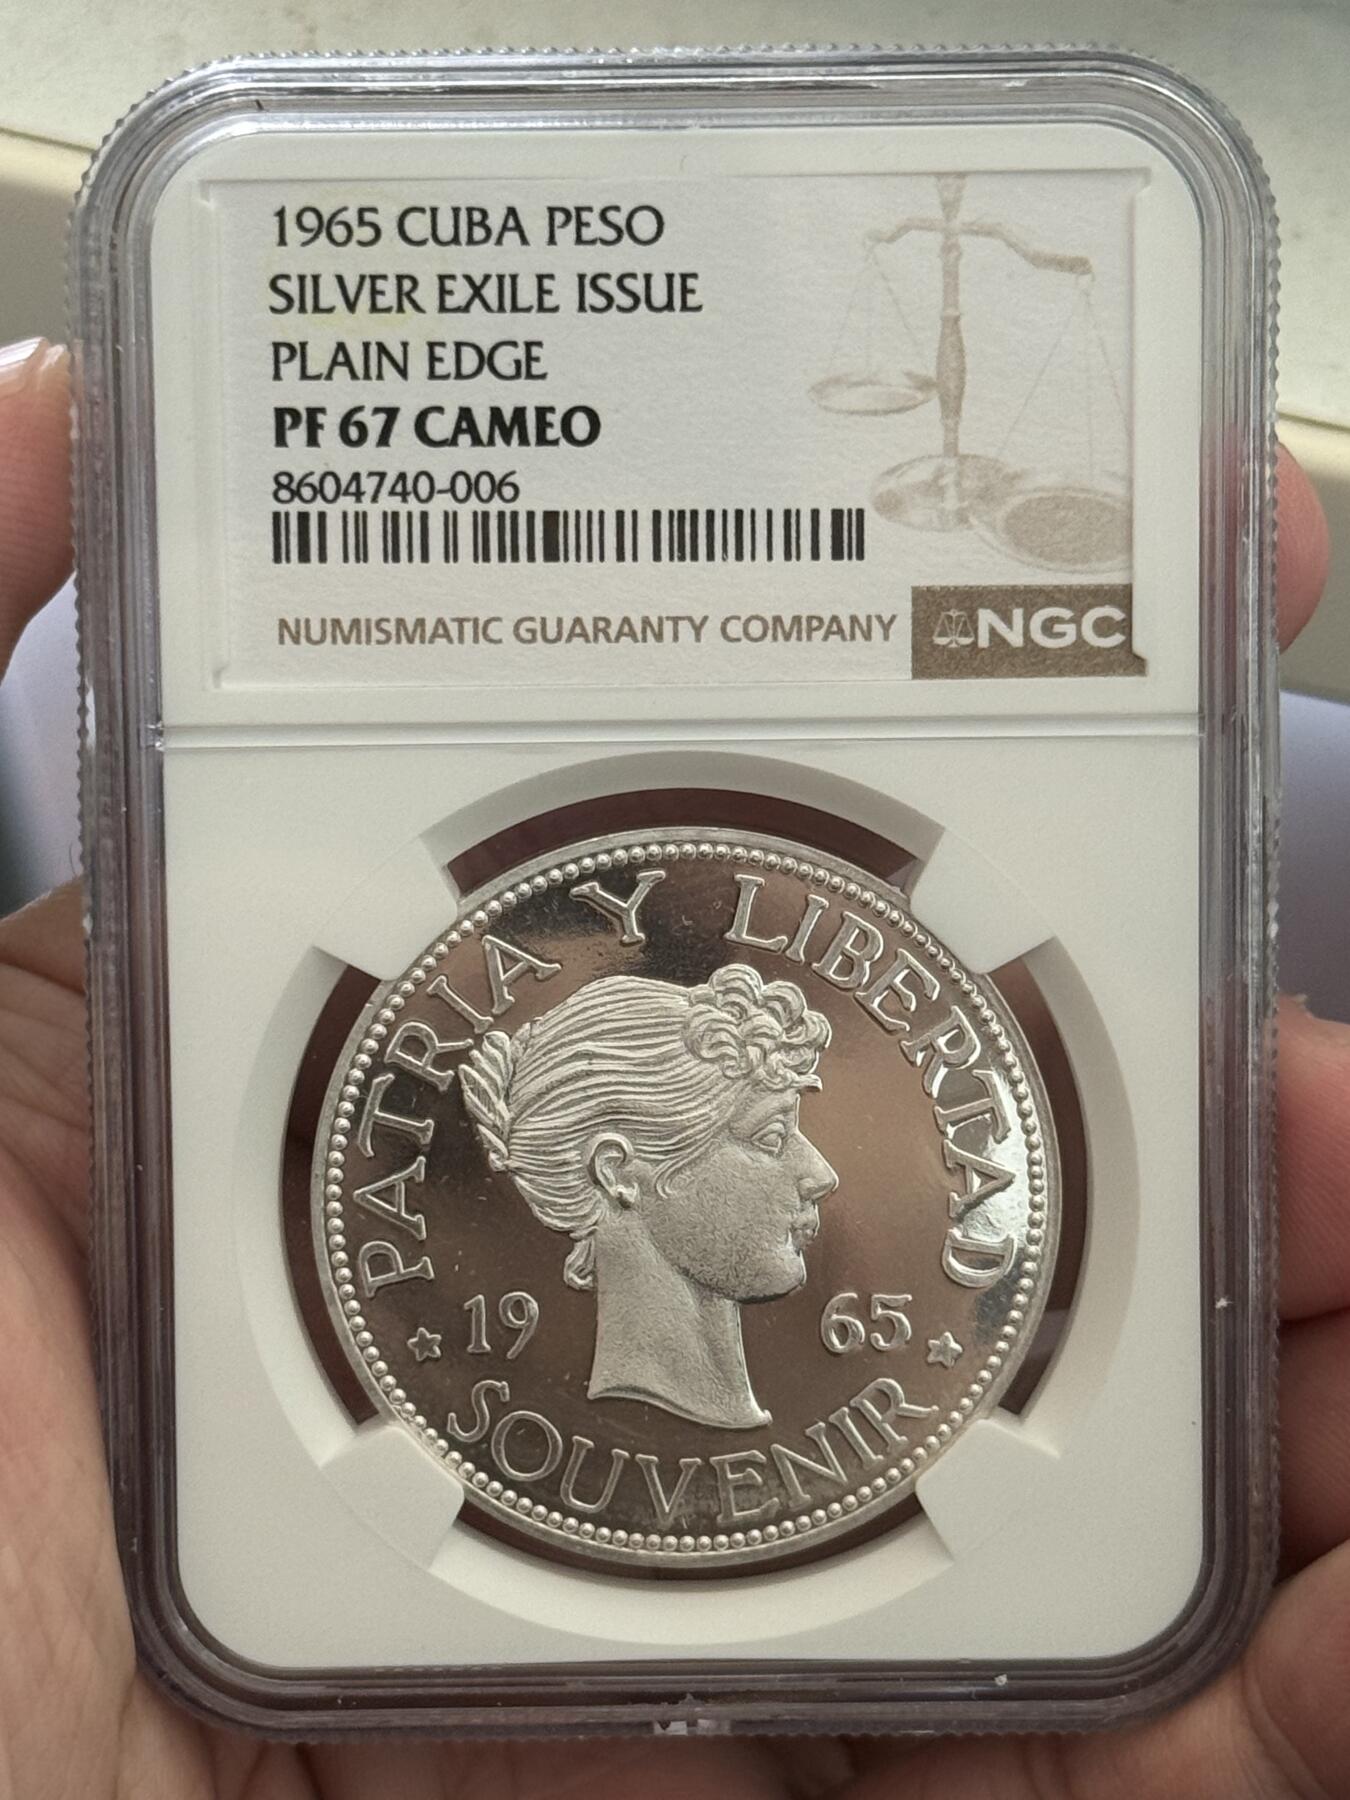 1965 CUBA PESO
SILVER EXILE ISSUE
PLAIN EDGE
PF 67 CAMEO
8604740-006
NUMISMATIC GUARANTY COMPANY NGC
PATRIA Y LIBERTAD
19 65
SOUVENIR